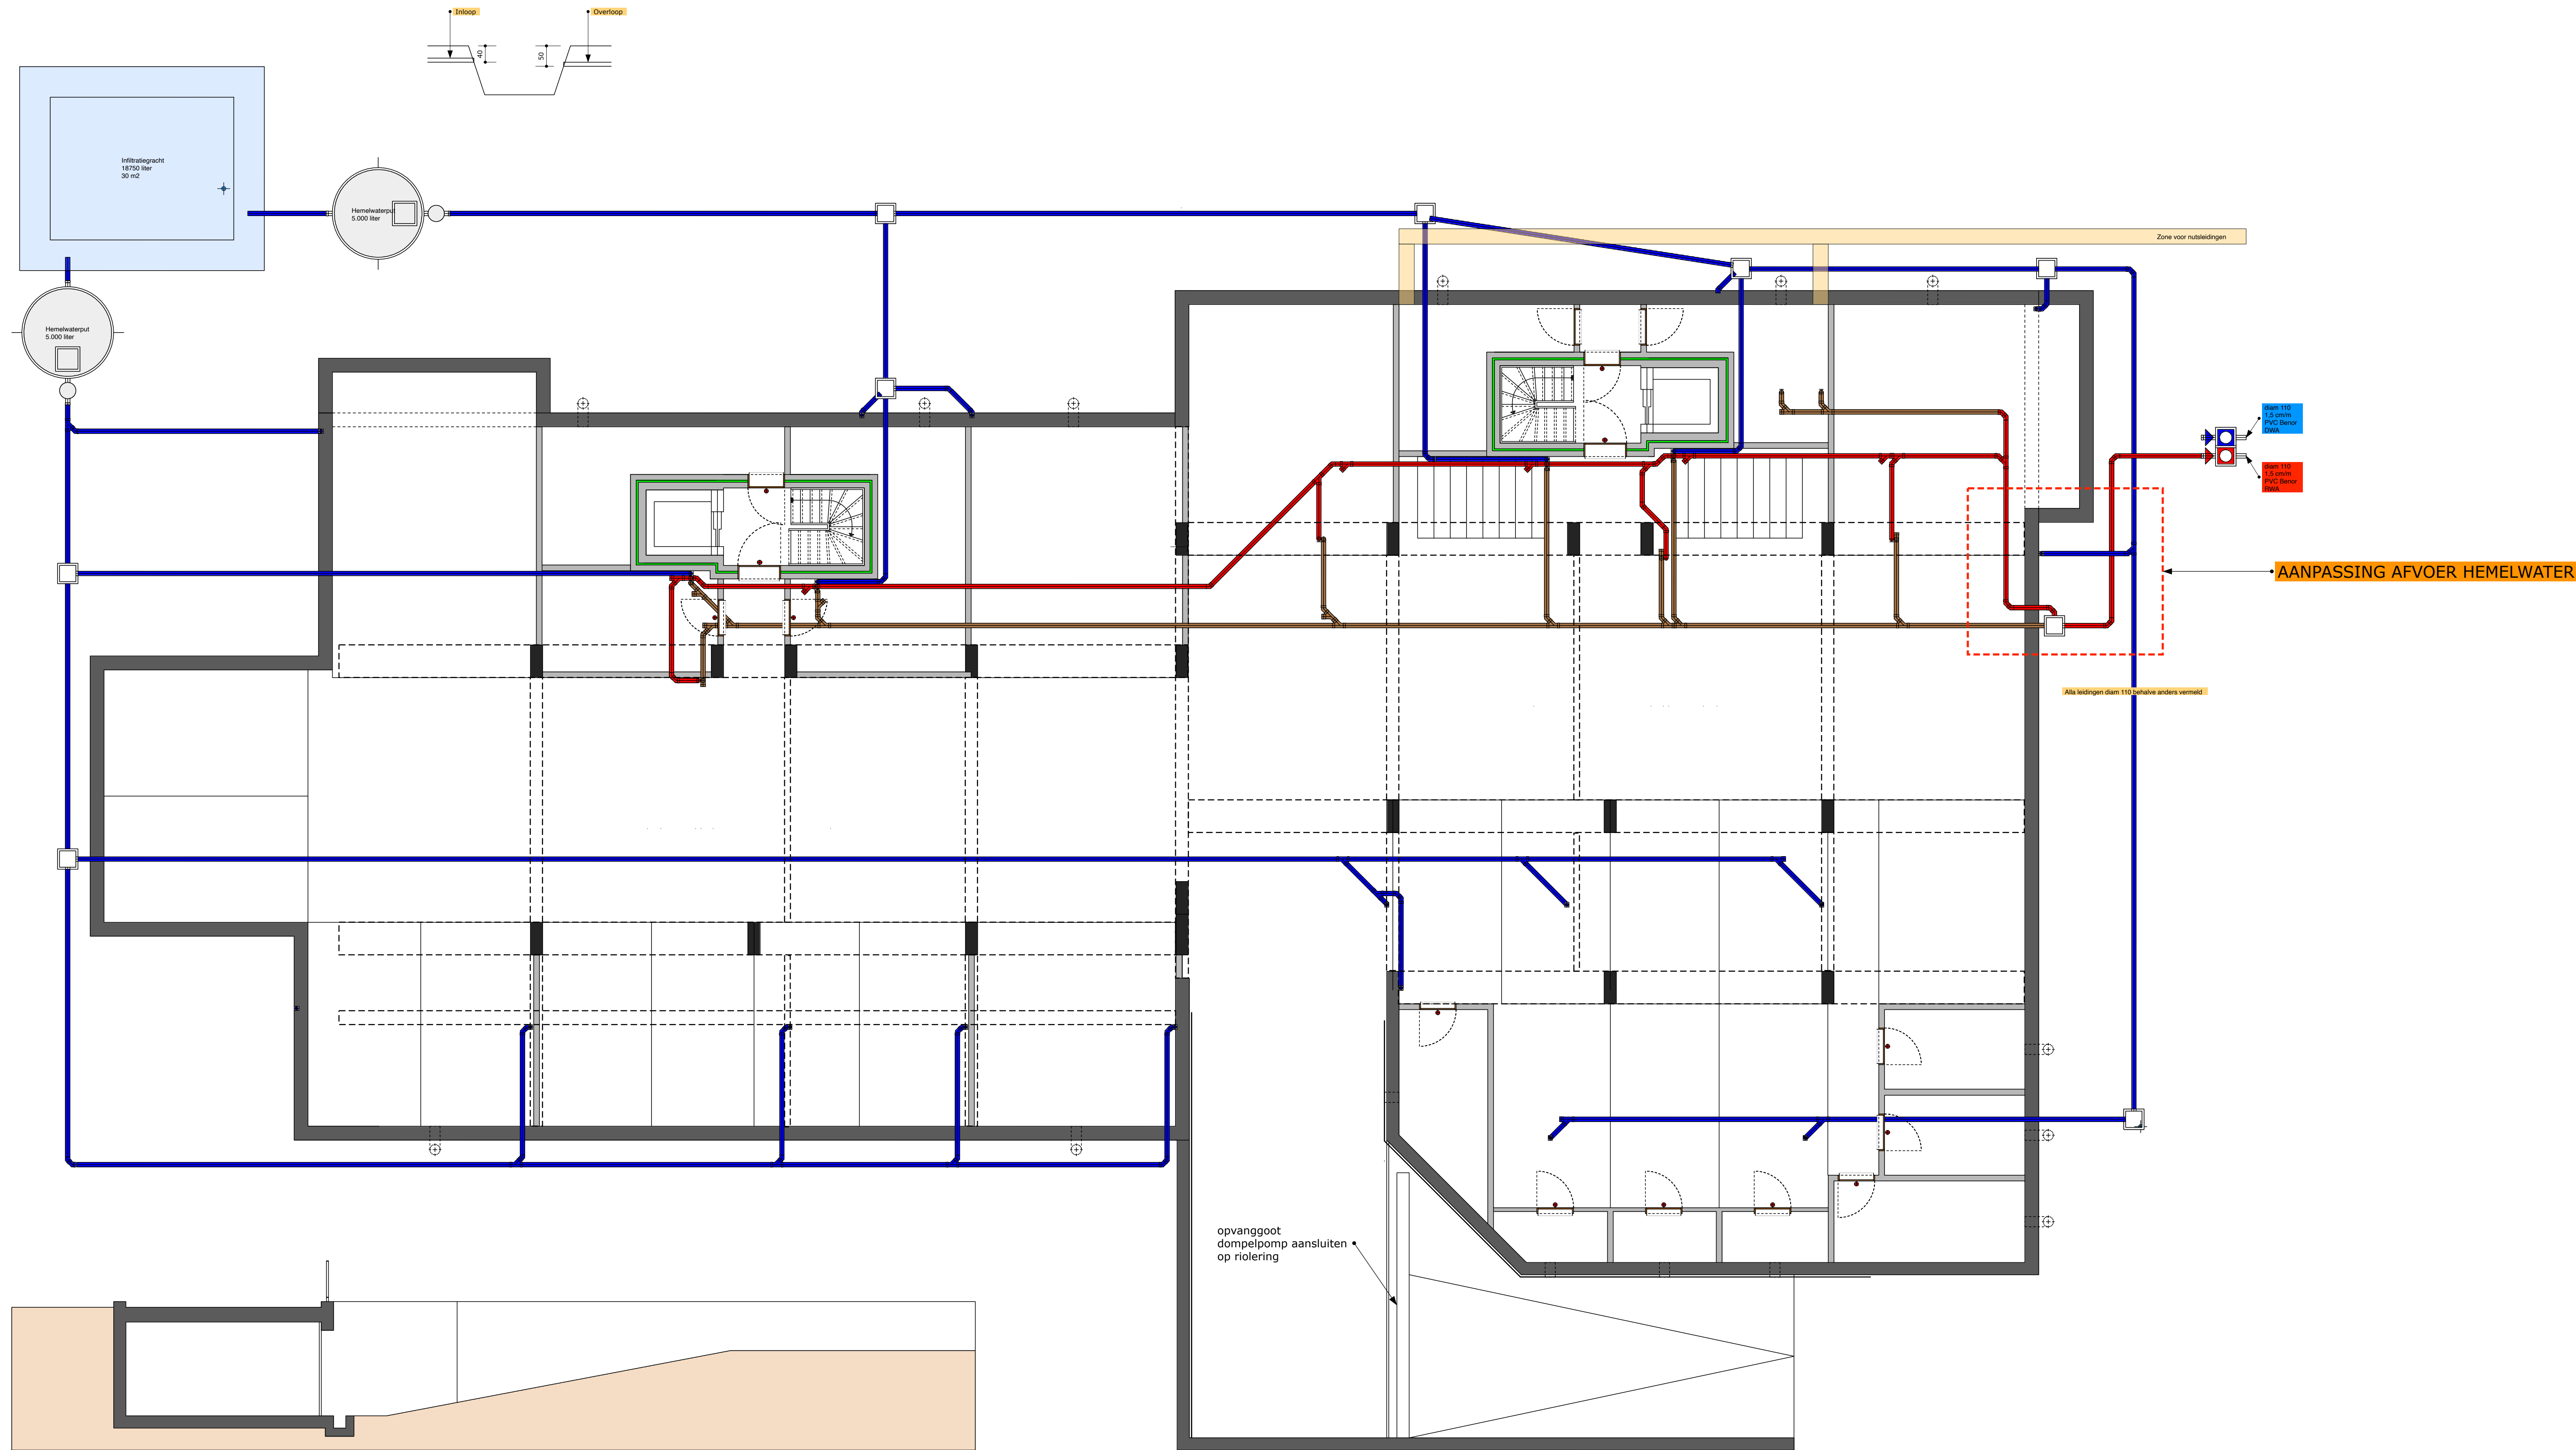 Inloop
Overloop
40
50
Infiltratiegracht
18750 liter
30 m2
Hemelwaterput
5.000 liter
Zone voor nutsleidingen
Hemelwaterput
5.000 liter
diam 110
1,5 cm/m
PVC Benor
DWA
diam 110
1,5 cm/m
PVC Benor
RWA
AANPASSING AFVOER HEMELWATER
Alla leidingen diam 110 behalve anders vermeld
opvanggoot
dompelpomp aansluiten
op riolering